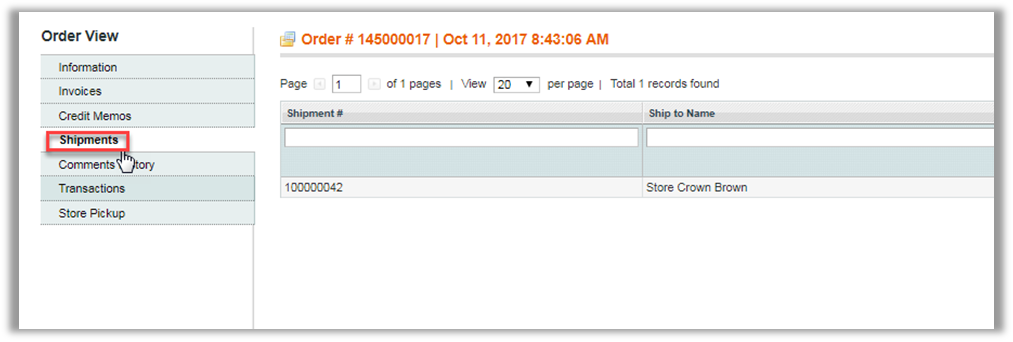 Order View
Information
Invoices
Credit Memos
Shipments
Comments tory
Transactions
Store Pickup
Order # 145000017 | Oct 11, 2017 8:43:06 AM
Page 1 of 1 pages | View 20 per page | Total 1 records found
Shipment # Ship to Name
100000042 Store Crown Brown